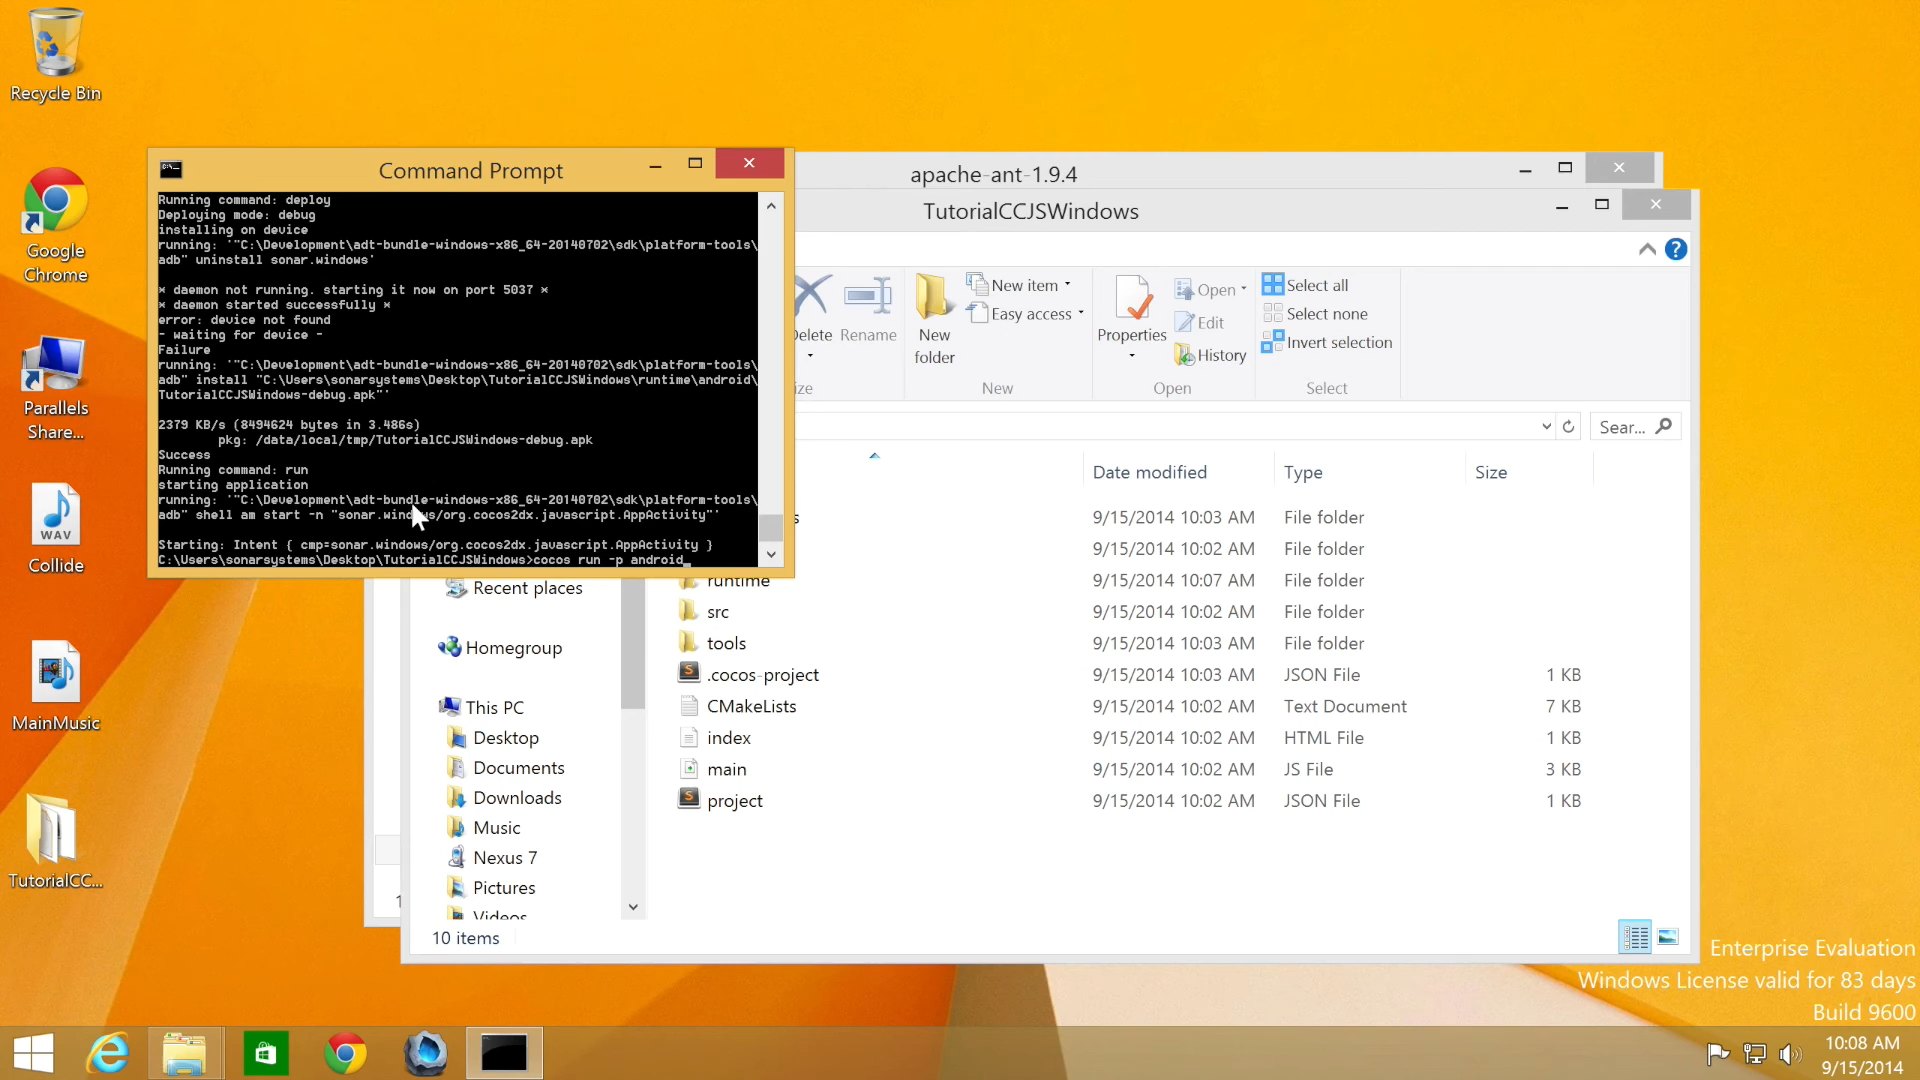 Recycle Bin
Google
Chrome
Parallels
Share...
WAV
Collide
MainMusic
TutorialCC...
Command Prompt
Running command: deploy
Deploying mode: debug
installing on device
running: '"C:\Development\adt-bundle-windows-x86_64-20140702\sdk\platform-tools\
adb" uninstall sonar.windows'
* daemon not running. starting it now on port 5037 *
* daemon started successfully *
error: device not found
- waiting for device -
Failure
running: '"C:\Development\adt-bundle-windows-x86_64-20140702\sdk\platform-tools\
adb" install "C:\Users\sonarsystems\Desktop\TutorialCCJSWindows\runtime\android\
TutorialCCJSWindows-debug.apk"'
2379 KB/s (8494624 bytes in 3.486s)
pkg: /data/local/tmp/TutorialCCJSWindows-debug.apk
Success
Running command: run
starting application
running: '"C:\Development\adt-bundle-windows-x86_64-20140702\sdk\platform-tools\
adb" shell am start -n "sonar.windows/org.cocos2dx.javascript.AppActivity"'
Starting: Intent { cmp=sonar.windows/org.cocos2dx.javascript.AppActivity }
C:\Users\sonarsystems\Desktop\TutorialCCJSWindows>cocos run -p android_
apache-ant-1.9.4
TutorialCCJSWindows
Rename
New
folder
New item
Easy access
New
Properties
Open
Edit
History
Open
Select all
Select none
Invert selection
Select
Sear...
Date modified Type Size
9/15/2014 10:03 AM File folder
9/15/2014 10:02 AM File folder
runtime 9/15/2014 10:07 AM File folder
src 9/15/2014 10:02 AM File folder
tools 9/15/2014 10:03 AM File folder
.cocos-project 9/15/2014 10:03 AM JSON File 1 KB
CMakeLists 9/15/2014 10:02 AM Text Document 7 KB
index 9/15/2014 10:02 AM HTML File 1 KB
main 9/15/2014 10:02 AM JS File 3 KB
project 9/15/2014 10:02 AM JSON File 1 KB
Recent places
Homegroup
This PC
Desktop
Documents
Downloads
Music
Nexus 7
Pictures
Videos
10 items
Enterprise Evaluation
Windows License valid for 83 days
Build 9600
10:08 AM
9/15/2014